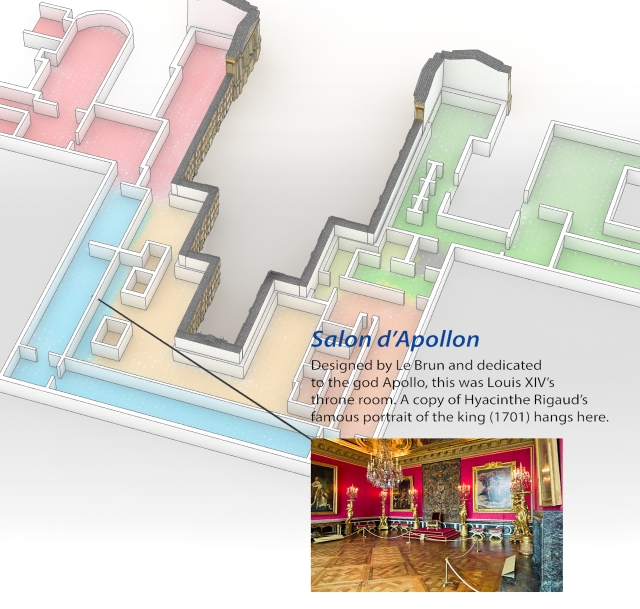 Salon d’Apollon
Designed by Le Brun and dedicated
to the god Apollo, this was Louis XIV’s
throne room. A copy of Hyacinthe Rigaud’s
famous portrait of the king (1701) hangs here.